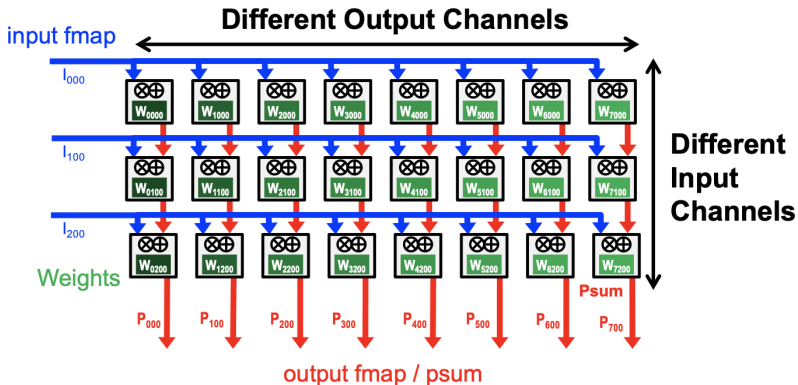 Different Output Channels
input fmap
I000
W0000 W1000 W2000 W3000 W4000 W5000 W6000 W7000
I100
W0100 W1100 W2100 W3100 W4100 W5100 W6100 W7100
Different
Input
Channels
I200
W0200 W1200 W2200 W3200 W4200 W5200 W6200 W7200
Weights
Psum
P000 P100 P200 P300 P400 P500 P600 P700
output fmap / psum